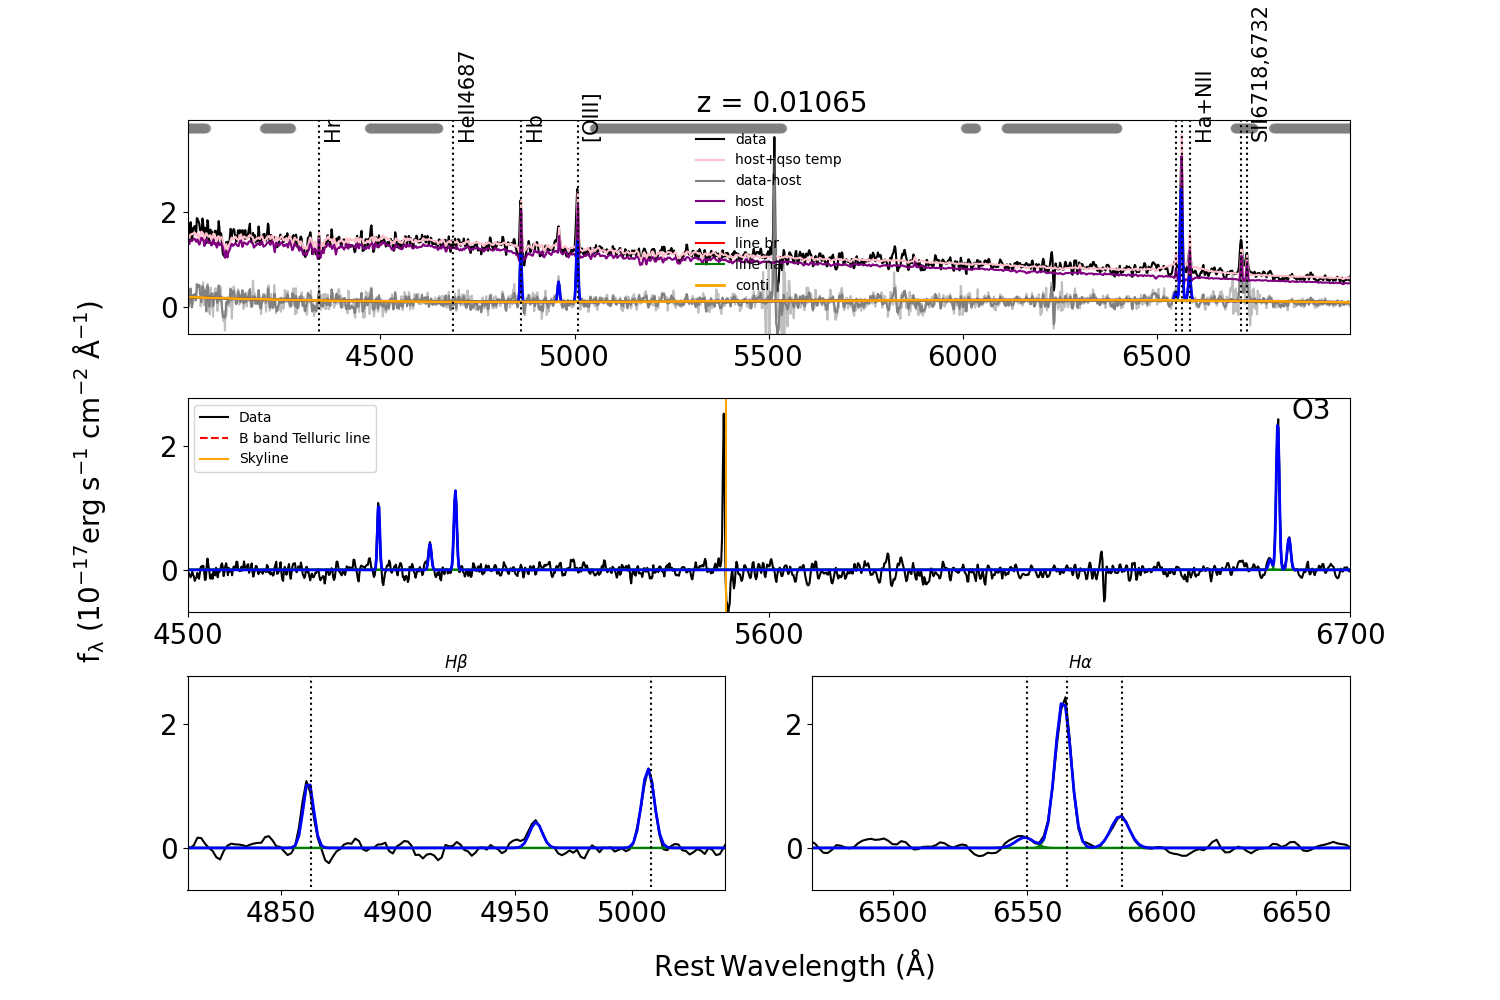 z = 0.01065
Hr
HeII4687
Hb
[OIII]
Ha+NII
SII6718,6732
data
host+qso temp
data-host
host
line
line br
line na
conti
2
0
4500 5000 5500 6000 6500
Data
B band Telluric line
Skyline
O3
2
0
4500 5600 6700
fλ (10⁻¹⁷erg s⁻¹ cm⁻² Å⁻¹)
Hβ
2
0
4850 4900 4950 5000
Hα
2
0
6500 6550 6600 6650
Rest Wavelength (Å)